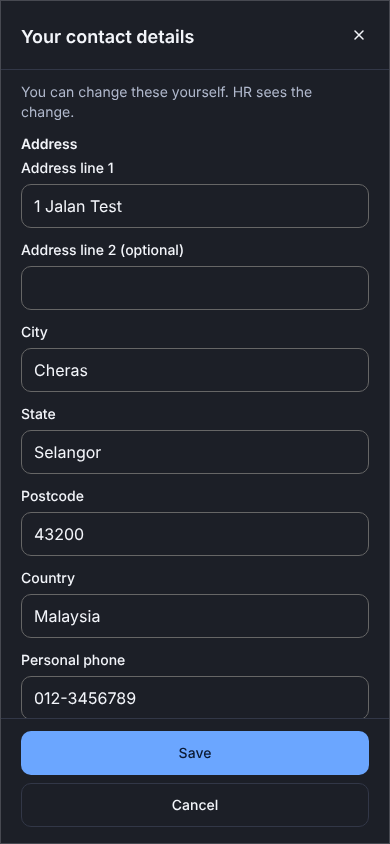 Your contact details
You can change these yourself. HR sees the
change.
Address
Address line 1
1 Jalan Test
Address line 2 (optional)
City
Cheras
State
Selangor
Postcode
43200
Country
Malaysia
Personal phone
012-3456789
Save
Cancel